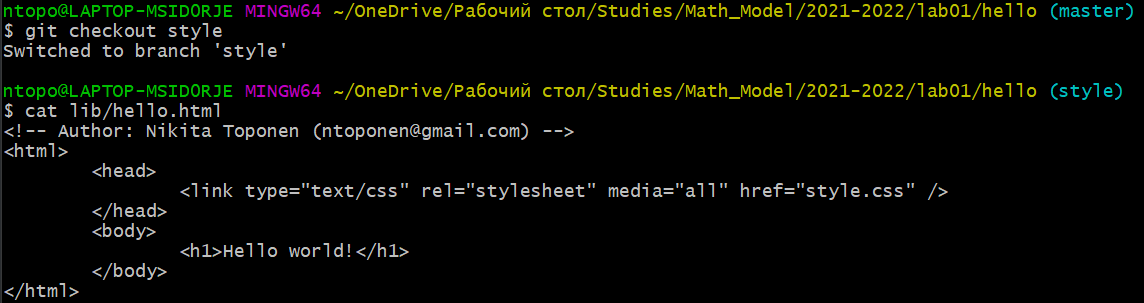 ntopo@LAPTOP-MSIDORJE MINGW64 ~/OneDrive/Рабочий стол/Studies/Math_Model/2021-2022/lab01/hello (master)
$ git checkout style
Switched to branch 'style'

ntopo@LAPTOP-MSIDORJE MINGW64 ~/OneDrive/Рабочий стол/Studies/Math_Model/2021-2022/lab01/hello (style)
$ cat lib/hello.html
<!-- Author: Nikita Toponen (ntoponen@gmail.com) -->
<html>
        <head>
                <link type="text/css" rel="stylesheet" media="all" href="style.css" />
        </head>
        <body>
                <h1>Hello world!</h1>
        </body>
</html>